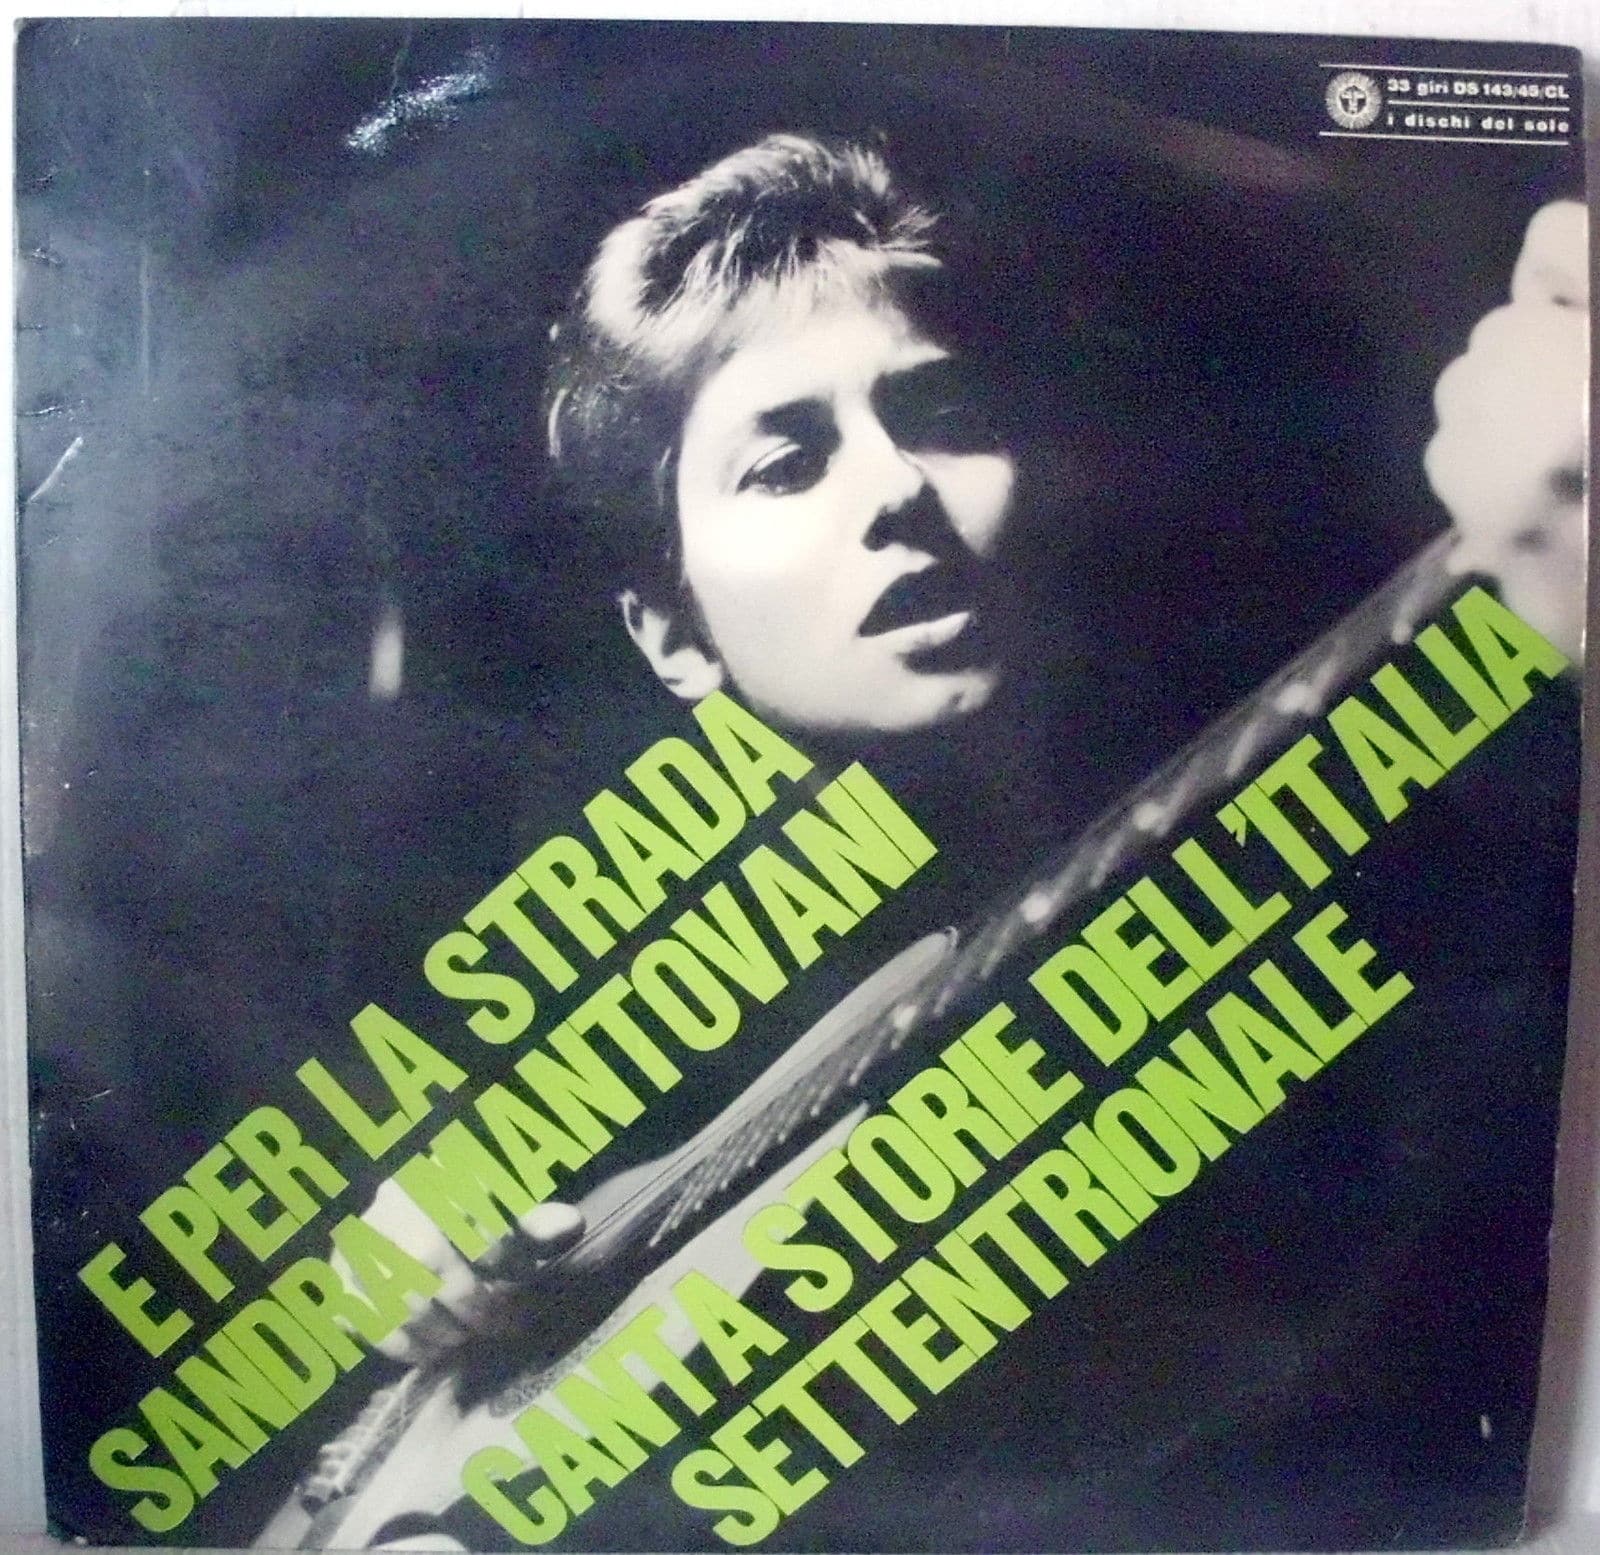 33 giri DS 143/45/CL
i dischi del sole
E PER LA STRADA
SANDRA MANTOVANI
CANTA STORIE DELL'ITALIA
SETTENTRIONALE